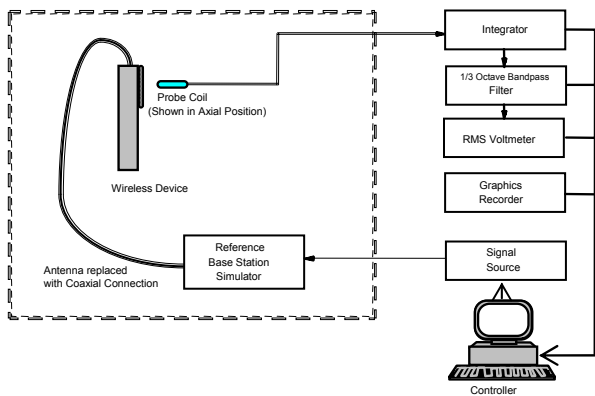 Integrator
1/3 Octave Bandpass
Filter
RMS Voltmeter
Graphics
Recorder
Signal
Source
Controller
Probe Coil
(Shown in Axial Position)
Wireless Device
Reference
Base Station
Simulator
Antenna replaced
with Coaxial Connection